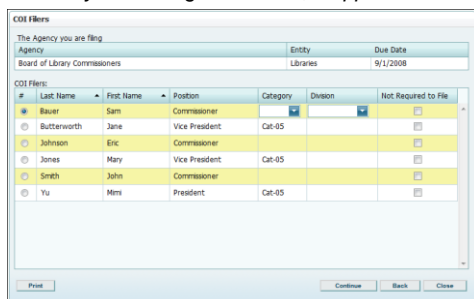 COI Filers
The Agency you are filing
Agency Entity Due Date
Board of Library Commissioners Libraries 9/1/2008
COI Filers:
# Last Name First Name Position Category Division Not Required to File
Bauer Sam Commissioner
Butterworth Jane Vice President Cat-05
Johnson Eric Commissioner
Jones Mary Vice President Cat-05
Smith John Commissioner
Yu Mimi President Cat-05
Print Continue Back Close